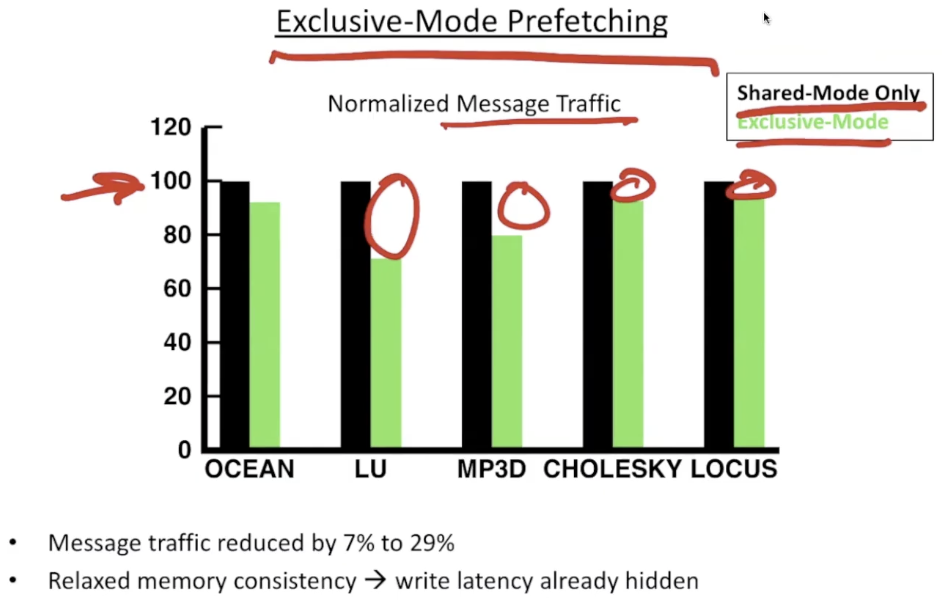 Exclusive-Mode Prefetching
Normalized Message Traffic
Shared-Mode Only
Exclusive-Mode
120
100
80
60
40
20
0
OCEAN LU MP3D CHOLESKY LOCUS
• Message traffic reduced by 7% to 29%
• Relaxed memory consistency → write latency already hidden